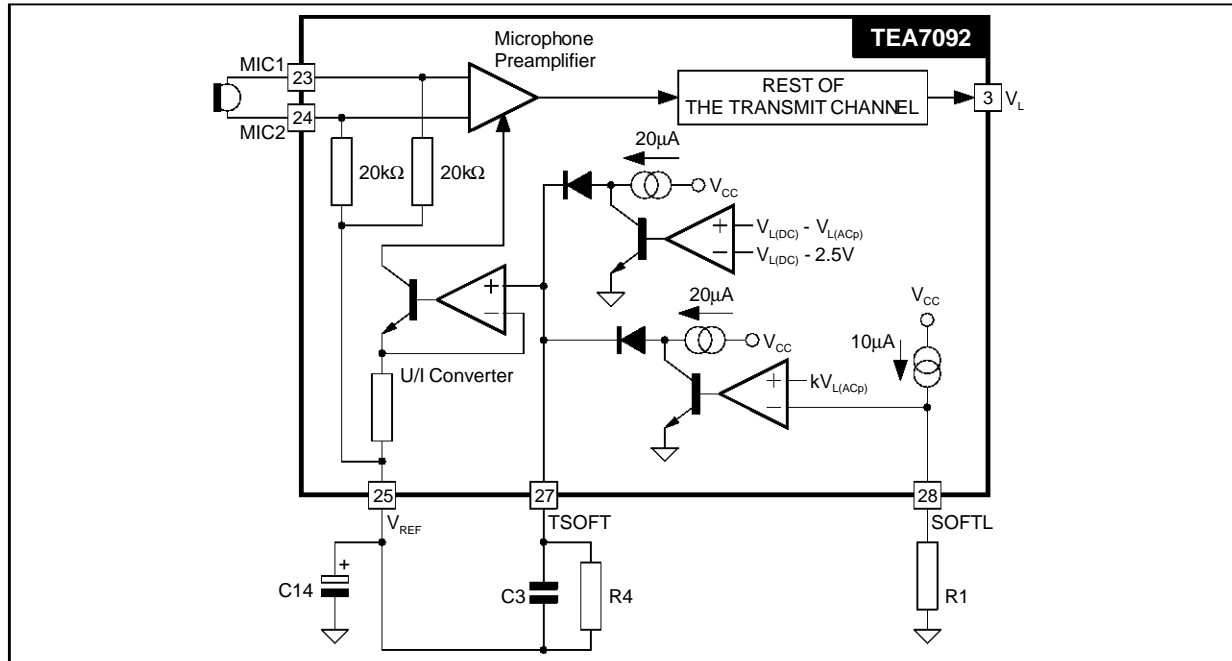 TEA7092
Microphone
Preamplifier
MIC1
23
24
MIC2
REST OF
THE TRANSMIT CHANNEL
3
V_L
20kΩ
20kΩ
20μA
V_CC
+
−
V_L(DC) - V_L(ACp)
V_L(DC) - 2.5V
+
−
20μA
V_CC
V_CC
10μA
U/I Converter
+
−
kV_L(ACp)
25
27
28
V_REF
TSOFT
SOFTL
+
C14
C3
R4
R1